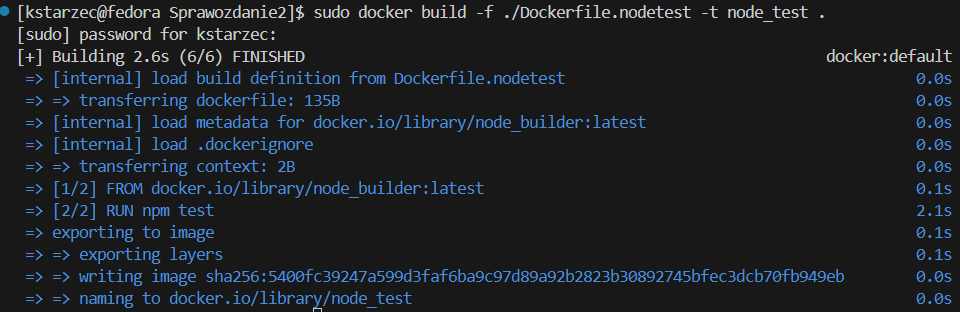 [kstarzec@fedora Sprawozdanie2]$ sudo docker build -f ./Dockerfile.nodetest -t node_test .
[sudo] password for kstarzec:
[+] Building 2.6s (6/6) FINISHED docker:default
=> [internal] load build definition from Dockerfile.nodetest 0.0s
=> => transferring dockerfile: 135B 0.0s
=> [internal] load metadata for docker.io/library/node_builder:latest 0.0s
=> [internal] load .dockerignore 0.0s
=> => transferring context: 2B 0.0s
=> [1/2] FROM docker.io/library/node_builder:latest 0.1s
=> [2/2] RUN npm test 2.1s
=> exporting to image 0.1s
=> => exporting layers 0.1s
=> => writing image sha256:5400fc39247a599d3faf6ba9c97d89a92b2823b30892745bfec3dcb70fb949eb 0.0s
=> => naming to docker.io/library/node_test 0.0s